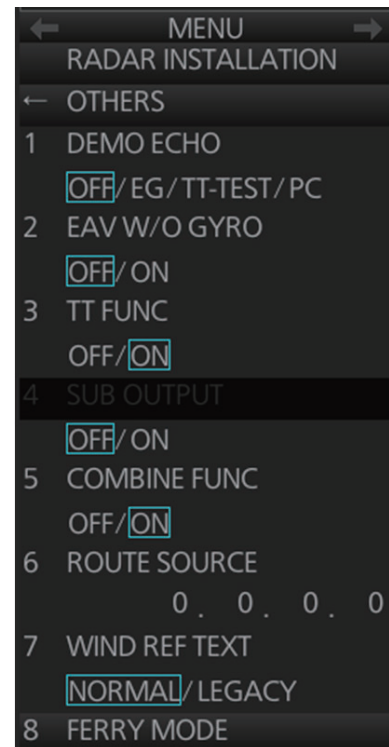 ← MENU →
RADAR INSTALLATION
← OTHERS
1 DEMO ECHO
OFF/EG/TT-TEST/PC
2 EAV W/O GYRO
OFF/ON
3 TT FUNC
OFF/ON
4 SUB OUTPUT
OFF/ON
5 COMBINE FUNC
OFF/ON
6 ROUTE SOURCE
0. 0. 0. 0
7 WIND REF TEXT
NORMAL/LEGACY
8 FERRY MODE